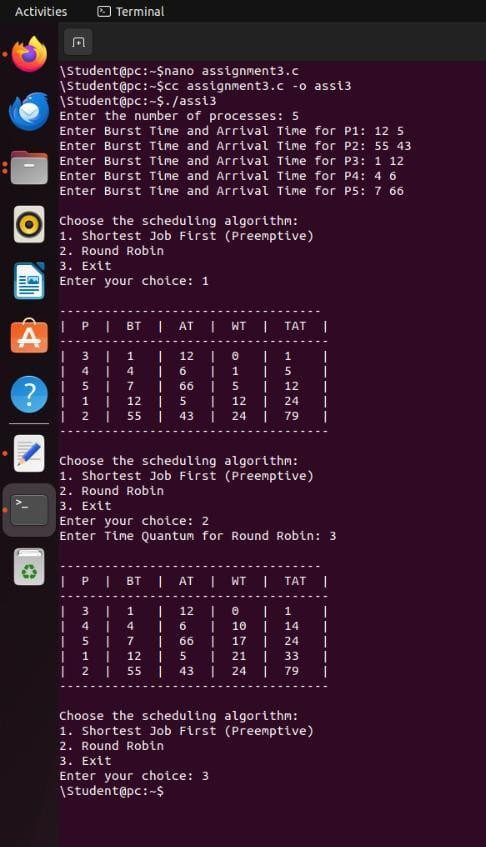 Activities
Terminal
\Student@pc:~$nano assignment3.c
\Student@pc:~$cc assignment3.c -o assi3
\Student@pc:~$./assi3
Enter the number of processes: 5
Enter Burst Time and Arrival Time for P1: 12 5
Enter Burst Time and Arrival Time for P2: 55 43
Enter Burst Time and Arrival Time for P3: 1 12
Enter Burst Time and Arrival Time for P4: 4 6
Enter Burst Time and Arrival Time for P5: 7 66
Choose the scheduling algorithm:
1. Shortest Job First (Preemptive)
2. Round Robin
3. Exit
Enter your choice: 1
-----------------------------------
|  P  |  BT  |  AT  |  WT  |  TAT  |
------------------------------------
|  3  |  1   |  12  |  0   |  1    |
|  4  |  4   |  6   |  1   |  5    |
|  5  |  7   |  66  |  5   |  12   |
|  1  |  12  |  5   |  12  |  24   |
|  2  |  55  |  43  |  24  |  79   |
------------------------------------
Choose the scheduling algorithm:
1. Shortest Job First (Preemptive)
2. Round Robin
3. Exit
Enter your choice: 2
Enter Time Quantum for Round Robin: 3
-----------------------------------
|  P  |  BT  |  AT  |  WT  |  TAT  |
------------------------------------
|  3  |  1   |  12  |  0   |  1    |
|  4  |  4   |  6   |  10  |  14   |
|  5  |  7   |  66  |  17  |  24   |
|  1  |  12  |  5   |  21  |  33   |
|  2  |  55  |  43  |  24  |  79   |
------------------------------------
Choose the scheduling algorithm:
1. Shortest Job First (Preemptive)
2. Round Robin
3. Exit
Enter your choice: 3
\Student@pc:~$